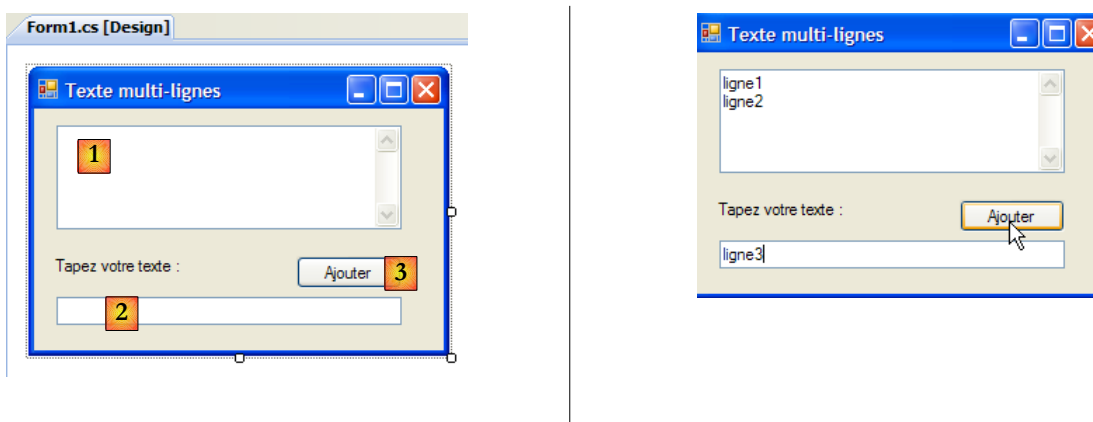 Form1.cs [Design]
Texte multi-lignes
1
Tapez votre texte :
Ajouter
3
2
Texte multi-lignes
ligne1
ligne2
Tapez votre texte :
Ajouter
ligne3